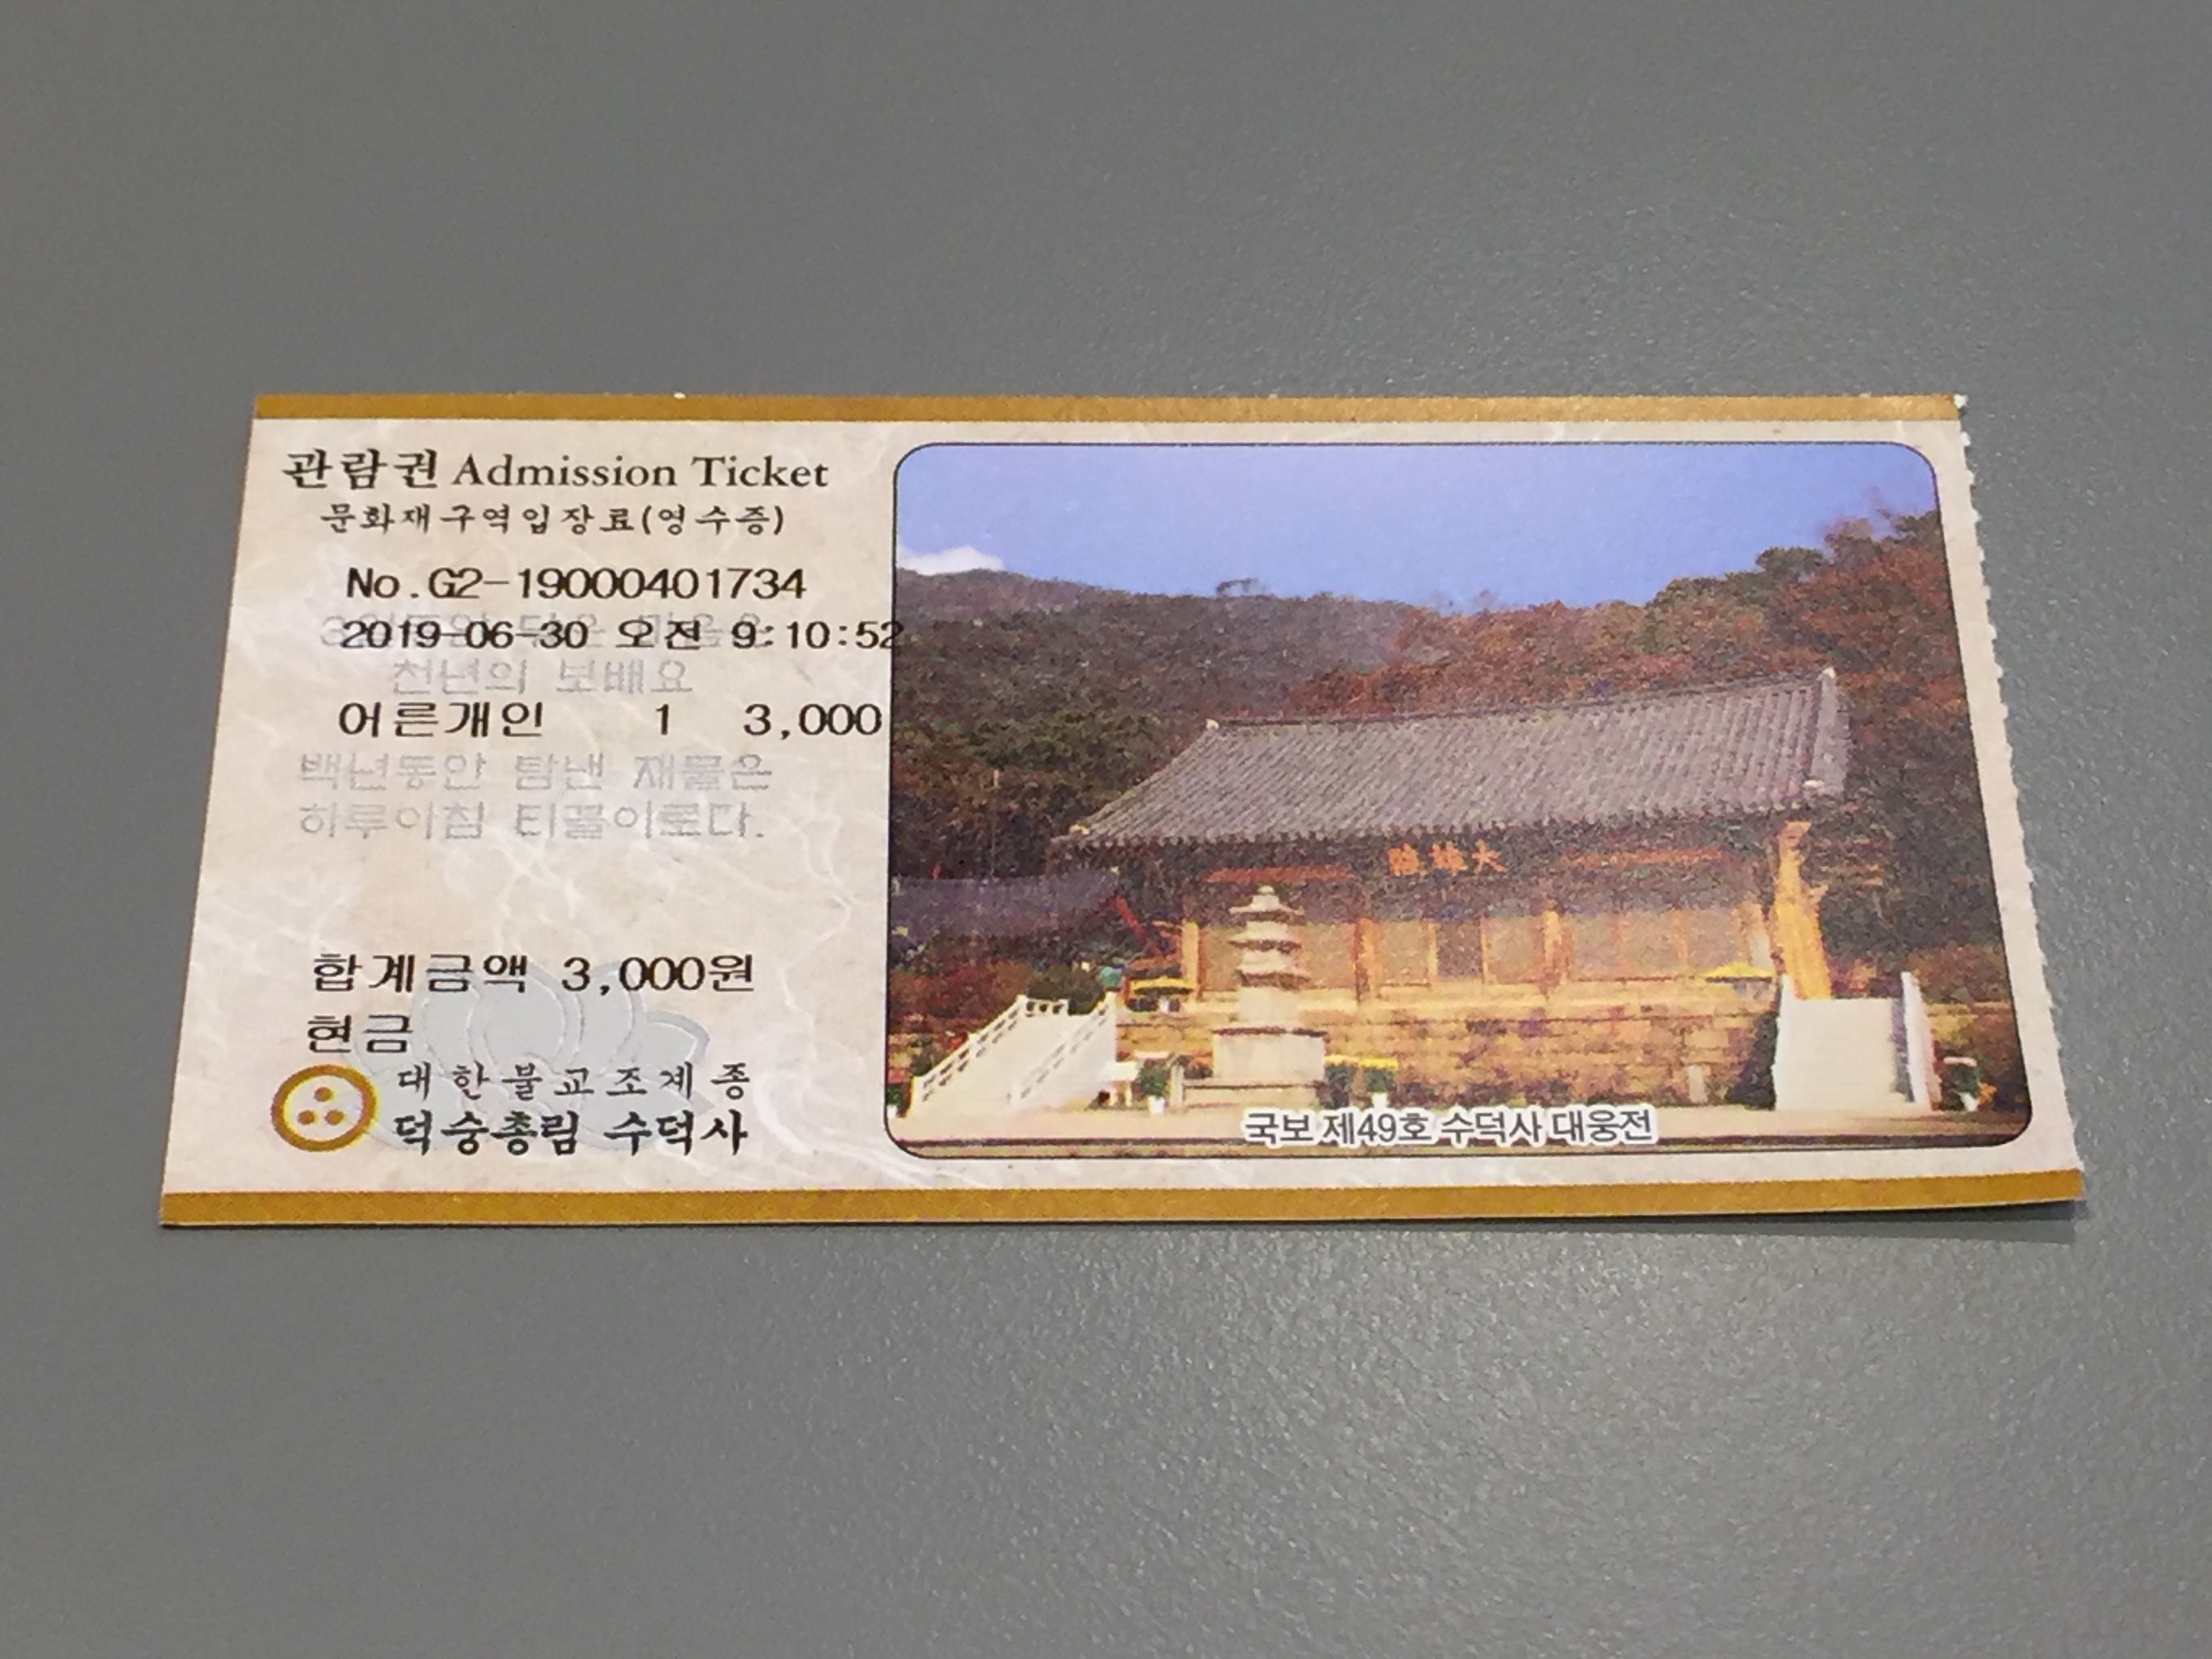 관람권 Admission Ticket
문화재구역입장료(영수증)
No.G2-19000401734
2019-06-30 오전 9:10:52
천년의 보배요
어른개인 1 3,000
백년동안 탐낸 재물은
하루아침 티끌이로다.
합계금액 3,000원
현금
대한불교조계종
덕숭총림 수덕사
殿雄大
국보 제49호 수덕사 대웅전